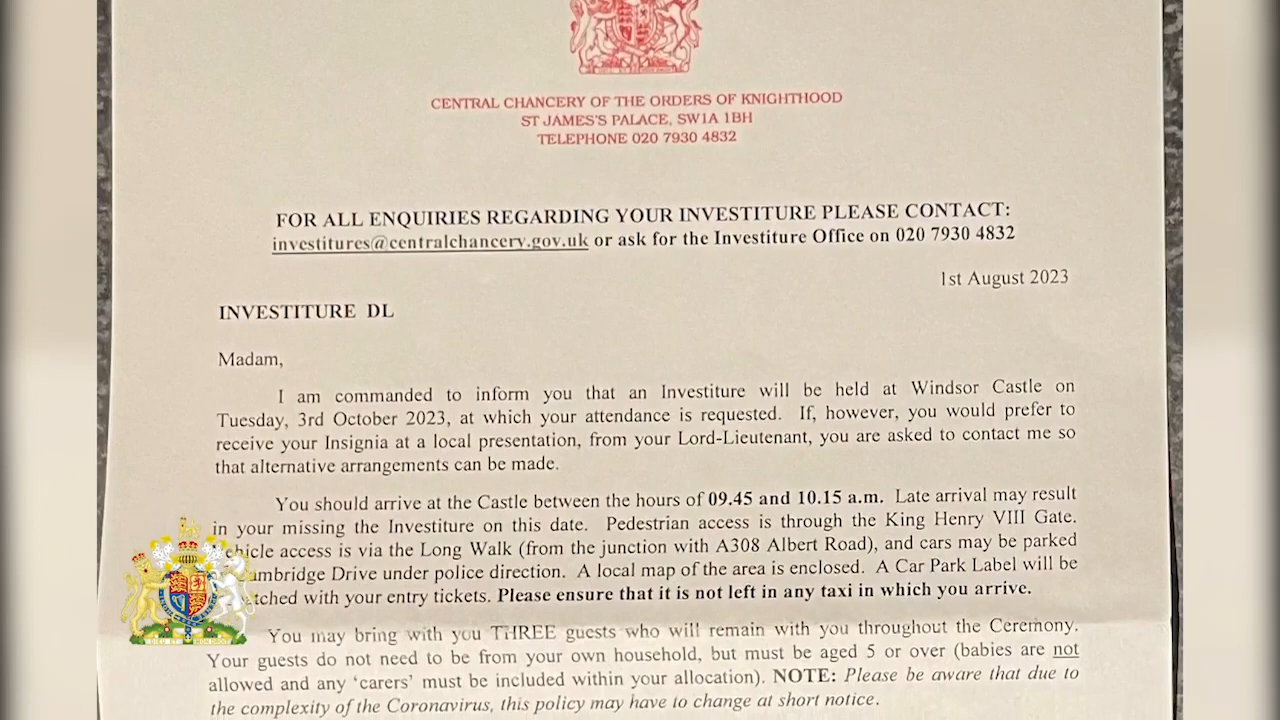 CENTRAL CHANCERY OF THE ORDERS OF KNIGHTHOOD
ST JAMES'S PALACE, SW1A 1BH
TELEPHONE 020 7930 4832
FOR ALL ENQUIRIES REGARDING YOUR INVESTITURE PLEASE CONTACT:
investitures@centralchancery.gov.uk or ask for the Investiture Office on 020 7930 4832
1st August 2023
INVESTITURE DL
Madam,
I am commanded to inform you that an Investiture will be held at Windsor Castle on
Tuesday, 3rd October 2023, at which your attendance is requested. If, however, you would prefer to
receive your Insignia at a local presentation, from your Lord-Lieutenant, you are asked to contact me so
that alternative arrangements can be made.
You should arrive at the Castle between the hours of 09.45 and 10.15 a.m. Late arrival may result
in your missing the Investiture on this date. Pedestrian access is through the King Henry VIII Gate.
access is via the Long Walk (from the junction with A308 Albert Road), and cars may be parked
Drive under police direction. A local map of the area is enclosed. A Car Park Label will be
with your entry tickets. Please ensure that it is not left in any taxi in which you arrive.
You may bring with you THREE guests who will remain with you throughout the Ceremony.
Your guests do not need to be from your own household, but must be aged 5 or over (babies are not
allowed and any 'carers' must be included within your allocation). NOTE: Please be aware that due to
the complexity of the Coronavirus, this policy may have to change at short notice.